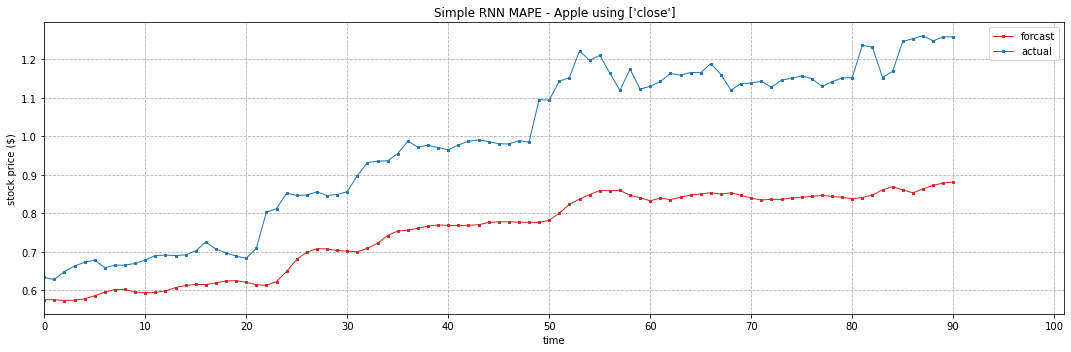 Simple RNN MAPE - Apple using ['close']
forcast
actual
stock price ($)
1.2
1.1
1.0
0.9
0.8
0.7
0.6
0 10 20 30 40 50 60 70 80 90 100
time